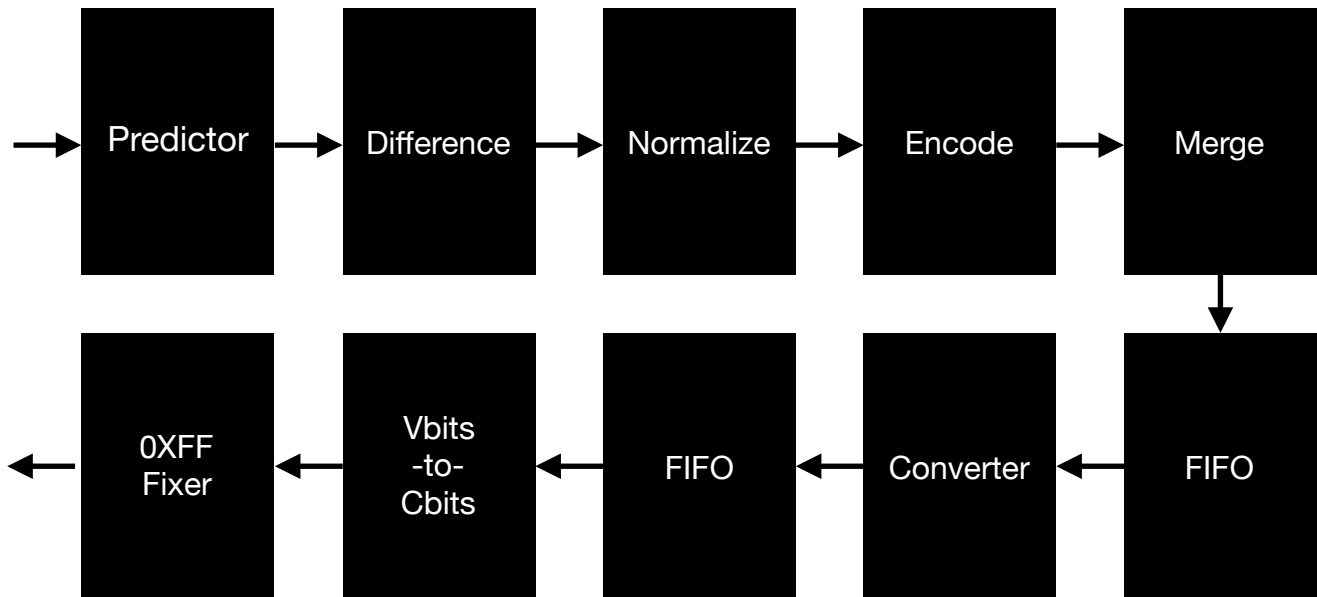 Predictor
Difference
Normalize
Encode
Merge
0XFF
Fixer
Vbits
-to-
Cbits
FIFO
Converter
FIFO